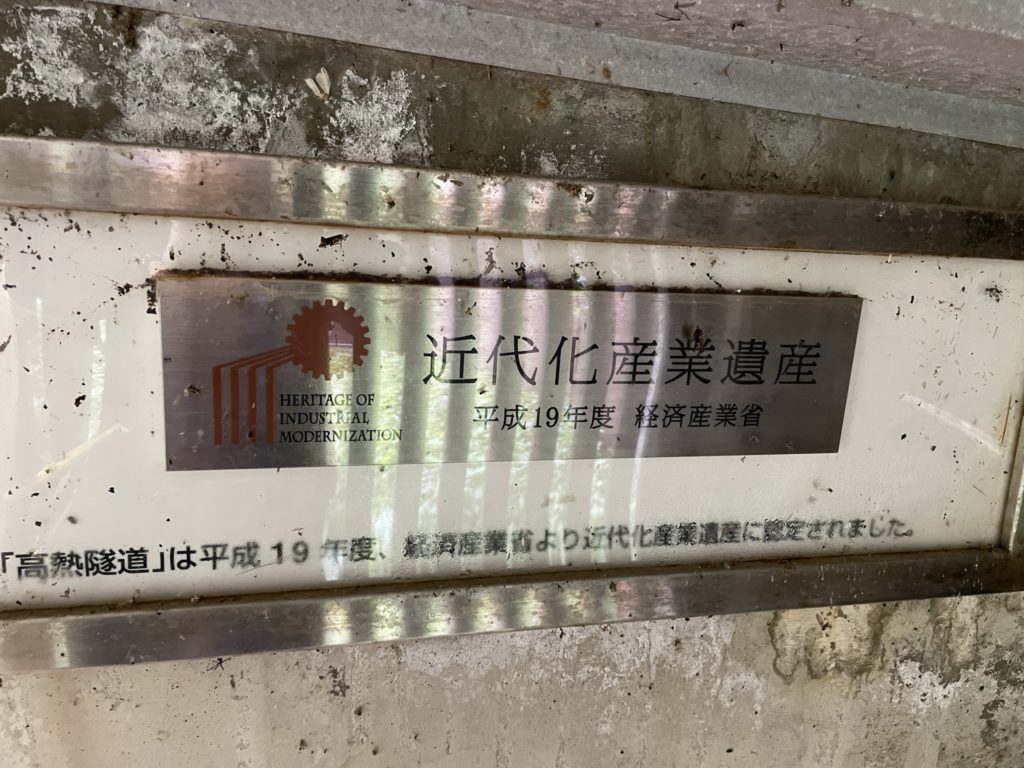 近代化産業遺産
HERITAGE OF
INDUSTRIAL
MODERNIZATION
平成19年度 経済産業省
「高熱隧道」は平成19年度、経済産業省より近代化産業遺産に認定されました。